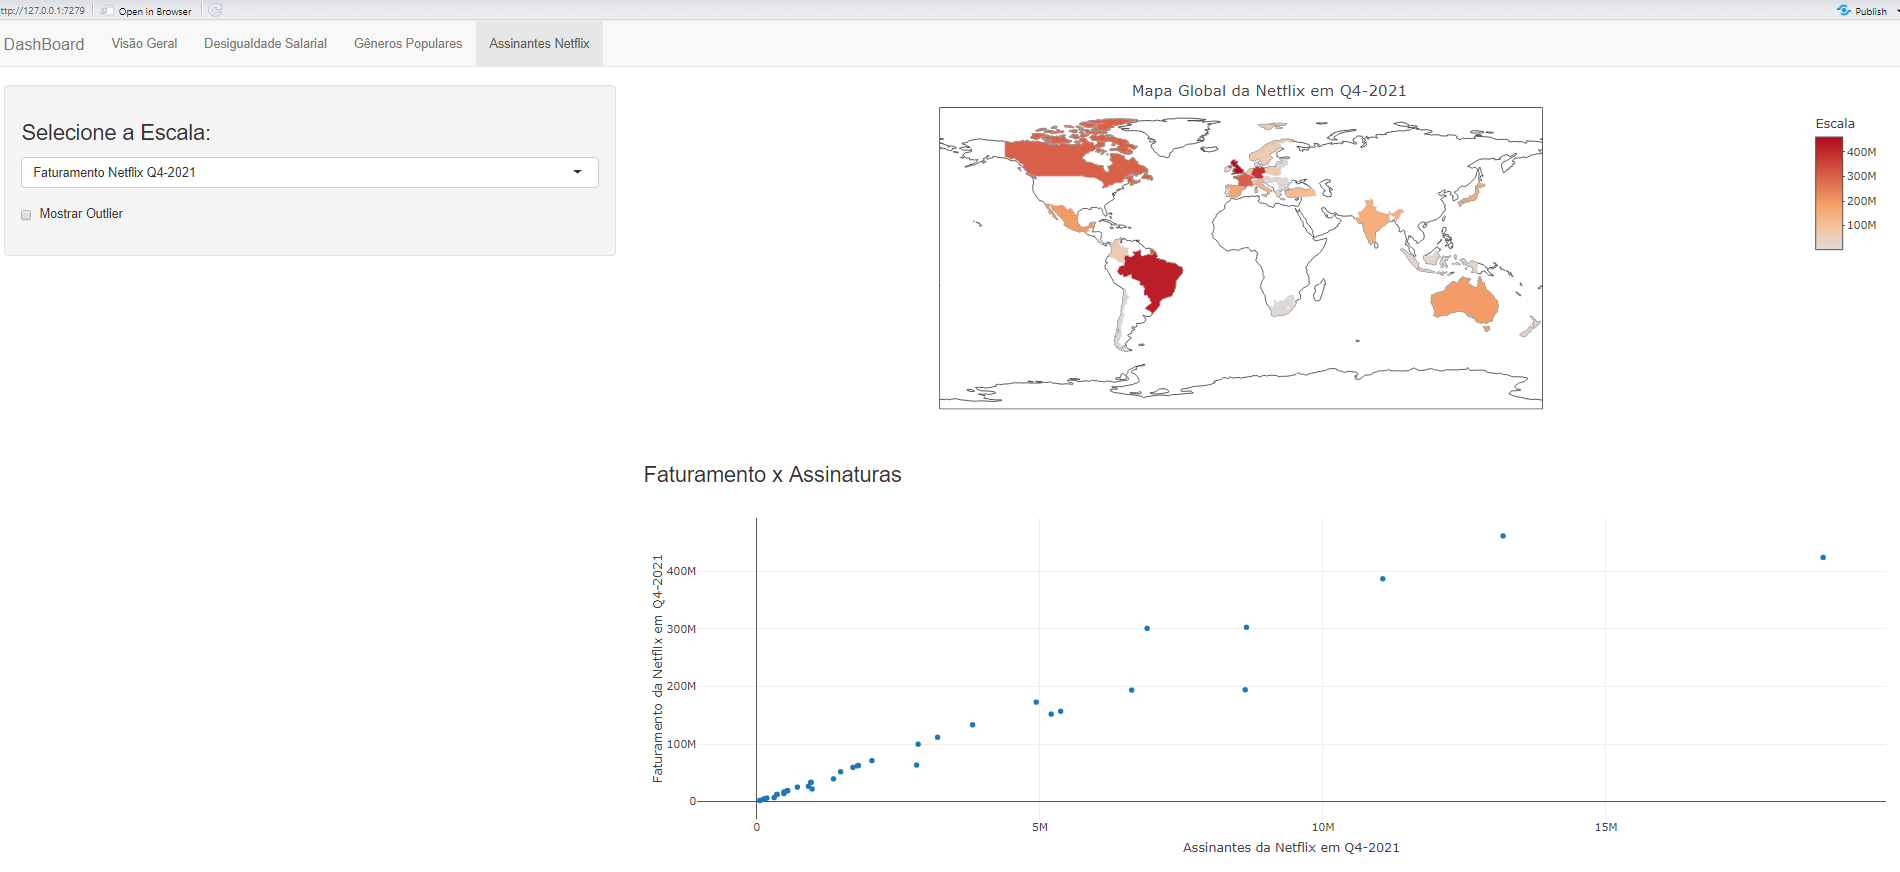 ttp://127.0.0.1:7279 Open in Browser Publish
DashBoard Visão Geral Desigualdade Salarial Gêneros Populares Assinantes Netflix
Selecione a Escala:
Faturamento Netflix Q4-2021
Mostrar Outlier
Mapa Global da Netflix em Q4-2021
Escala
400M
300M
200M
100M
Faturamento x Assinaturas
Faturamento da Netflix em Q4-2021
400M
300M
200M
100M
0
0 5M 10M 15M
Assinantes da Netflix em Q4-2021